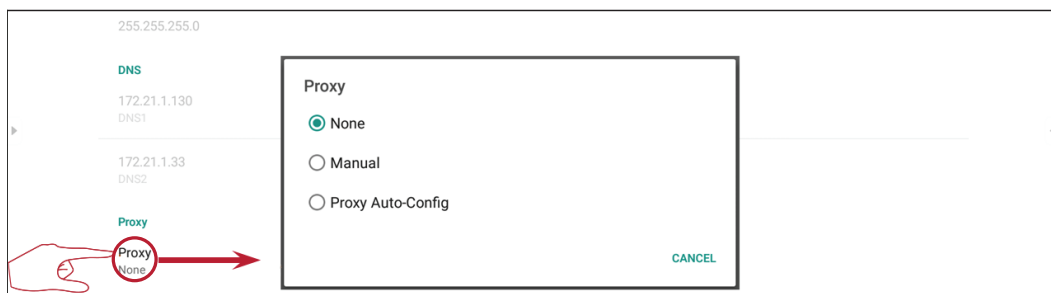 255.255.255.0
DNS
172.21.1.130
DNS1
172.21.1.33
DNS2
Proxy
Proxy
None
Proxy
None
Manual
Proxy Auto-Config
CANCEL